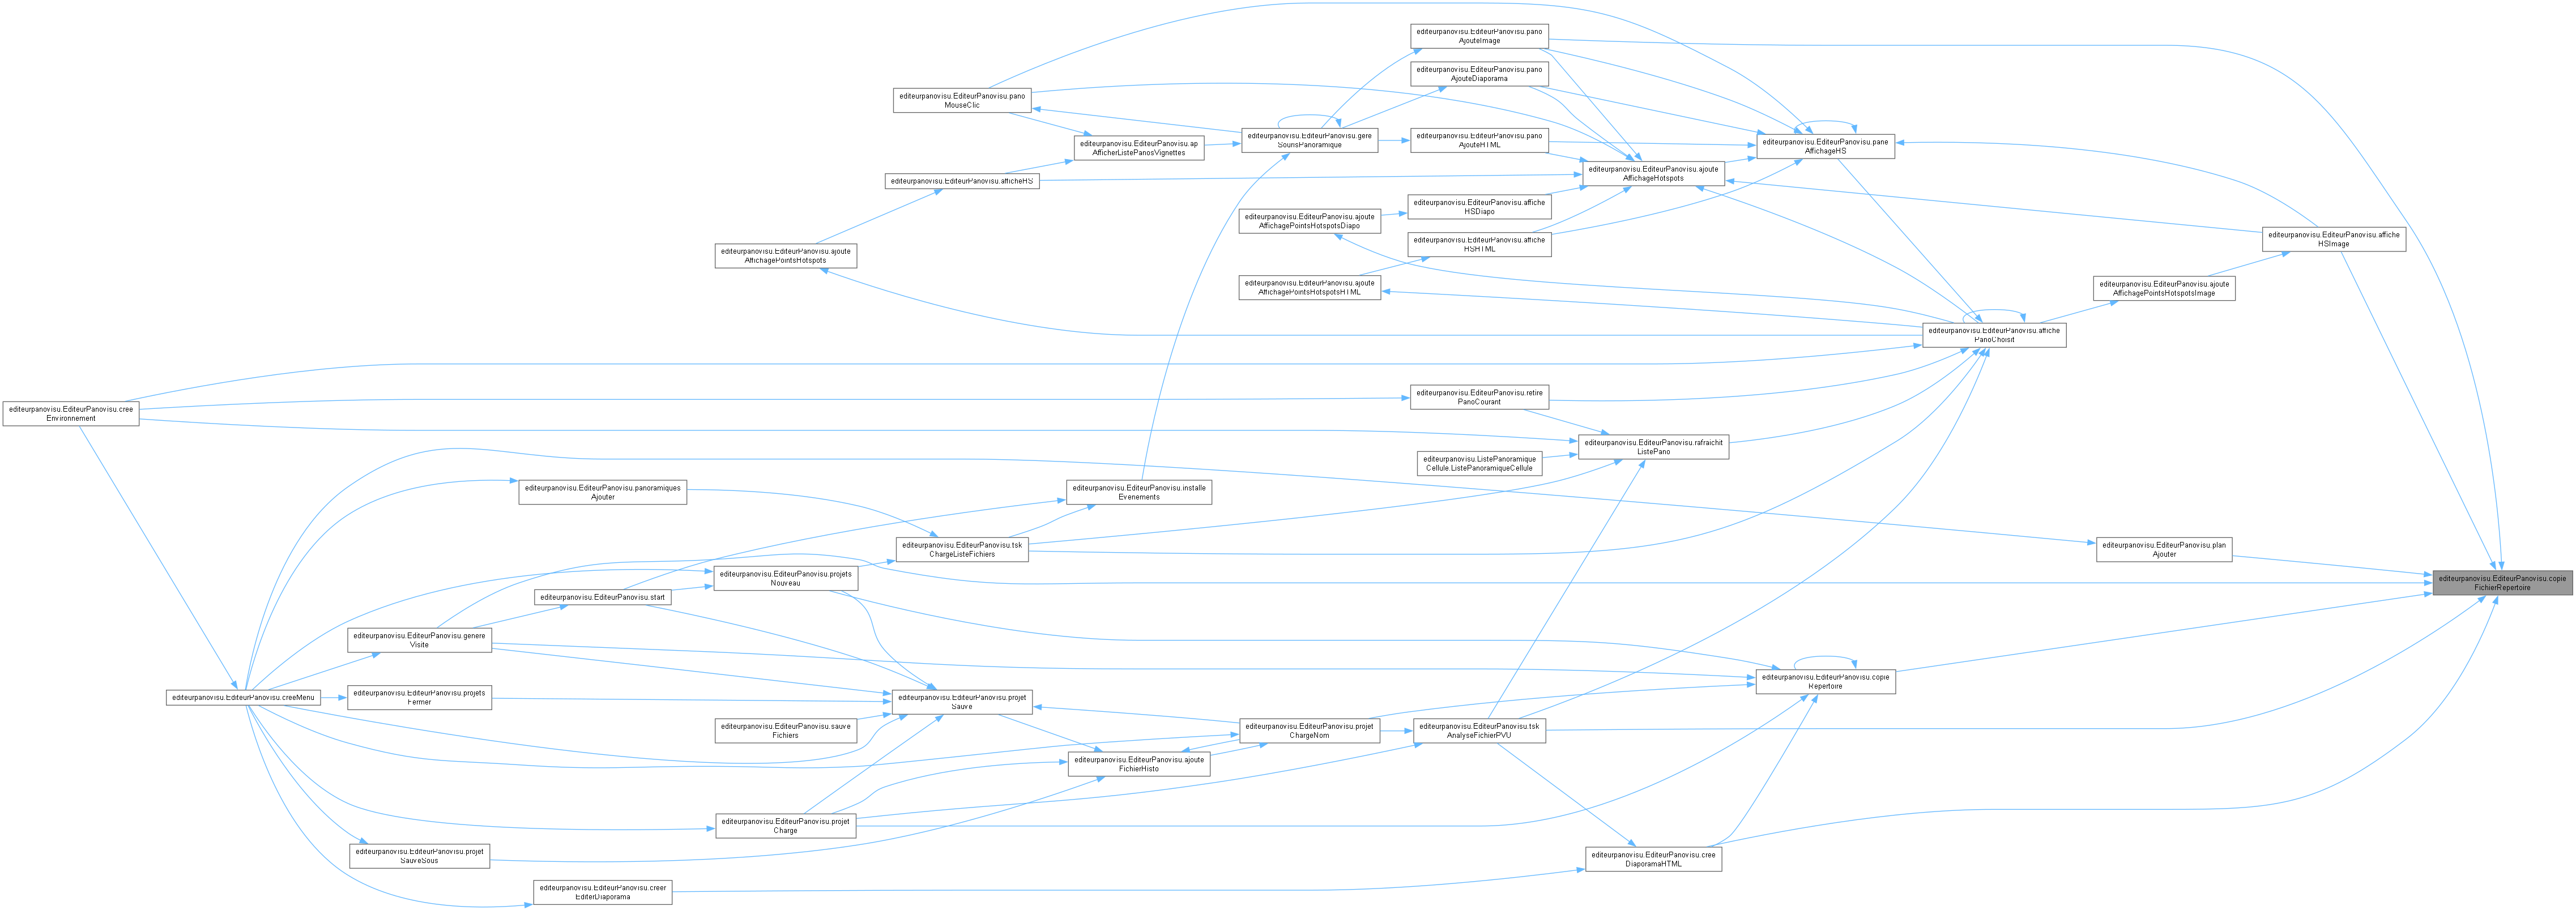 editeurpanovisu.EditeurPanovisu.pano
AjouteImage
editeurpanovisu.EditeurPanovisu.pano
AjouteDiaporama
editeurpanovisu.EditeurPanovisu.pano
MouseClic
editeurpanovisu.EditeurPanovisu.gere
SourisPanoramique
editeurpanovisu.EditeurPanovisu.pano
AjouteHTML
editeurpanovisu.EditeurPanovisu.pane
AffichageHS
editeurpanovisu.EditeurPanovisu.ap
AfficherListePanosVignettes
editeurpanovisu.EditeurPanovisu.ajoute
AffichageHotspots
editeurpanovisu.EditeurPanovisu.afficheHS
editeurpanovisu.EditeurPanovisu.affiche
HSDiapo
editeurpanovisu.EditeurPanovisu.ajoute
AffichagePointsHotspotsDiapo
editeurpanovisu.EditeurPanovisu.affiche
HSImage
editeurpanovisu.EditeurPanovisu.affiche
HSHTML
editeurpanovisu.EditeurPanovisu.ajoute
AffichagePointsHotspots
editeurpanovisu.EditeurPanovisu.ajoute
AffichagePointsHotspotsHTML
editeurpanovisu.EditeurPanovisu.ajoute
AffichagePointsHotspotsImage
editeurpanovisu.EditeurPanovisu.affiche
PanoChoisit
editeurpanovisu.EditeurPanovisu.retire
PanoCourant
editeurpanovisu.EditeurPanovisu.cree
Environnement
editeurpanovisu.EditeurPanovisu.rafraichit
ListePano
editeurpanovisu.ListePanoramique
Cellule.ListePanoramiqueCellule
editeurpanovisu.EditeurPanovisu.panoramiques
Ajouter
editeurpanovisu.EditeurPanovisu.installe
Evenements
editeurpanovisu.EditeurPanovisu.tsk
ChargeListeFichiers
editeurpanovisu.EditeurPanovisu.plan
Ajouter
editeurpanovisu.EditeurPanovisu.projets
Nouveau
editeurpanovisu.EditeurPanovisu.copie
FichierRepertoire
editeurpanovisu.EditeurPanovisu.start
editeurpanovisu.EditeurPanovisu.genere
Visite
editeurpanovisu.EditeurPanovisu.copie
Repertoire
editeurpanovisu.EditeurPanovisu.creeMenu
editeurpanovisu.EditeurPanovisu.projets
Fermer
editeurpanovisu.EditeurPanovisu.projet
Sauve
editeurpanovisu.EditeurPanovisu.sauve
Fichiers
editeurpanovisu.EditeurPanovisu.projet
ChargeNom
editeurpanovisu.EditeurPanovisu.tsk
AnalyseFichierPVU
editeurpanovisu.EditeurPanovisu.ajoute
FichierHisto
editeurpanovisu.EditeurPanovisu.projet
Charge
editeurpanovisu.EditeurPanovisu.projet
SauveSous
editeurpanovisu.EditeurPanovisu.cree
DiaporamaHTML
editeurpanovisu.EditeurPanovisu.creer
EditerDiaporama